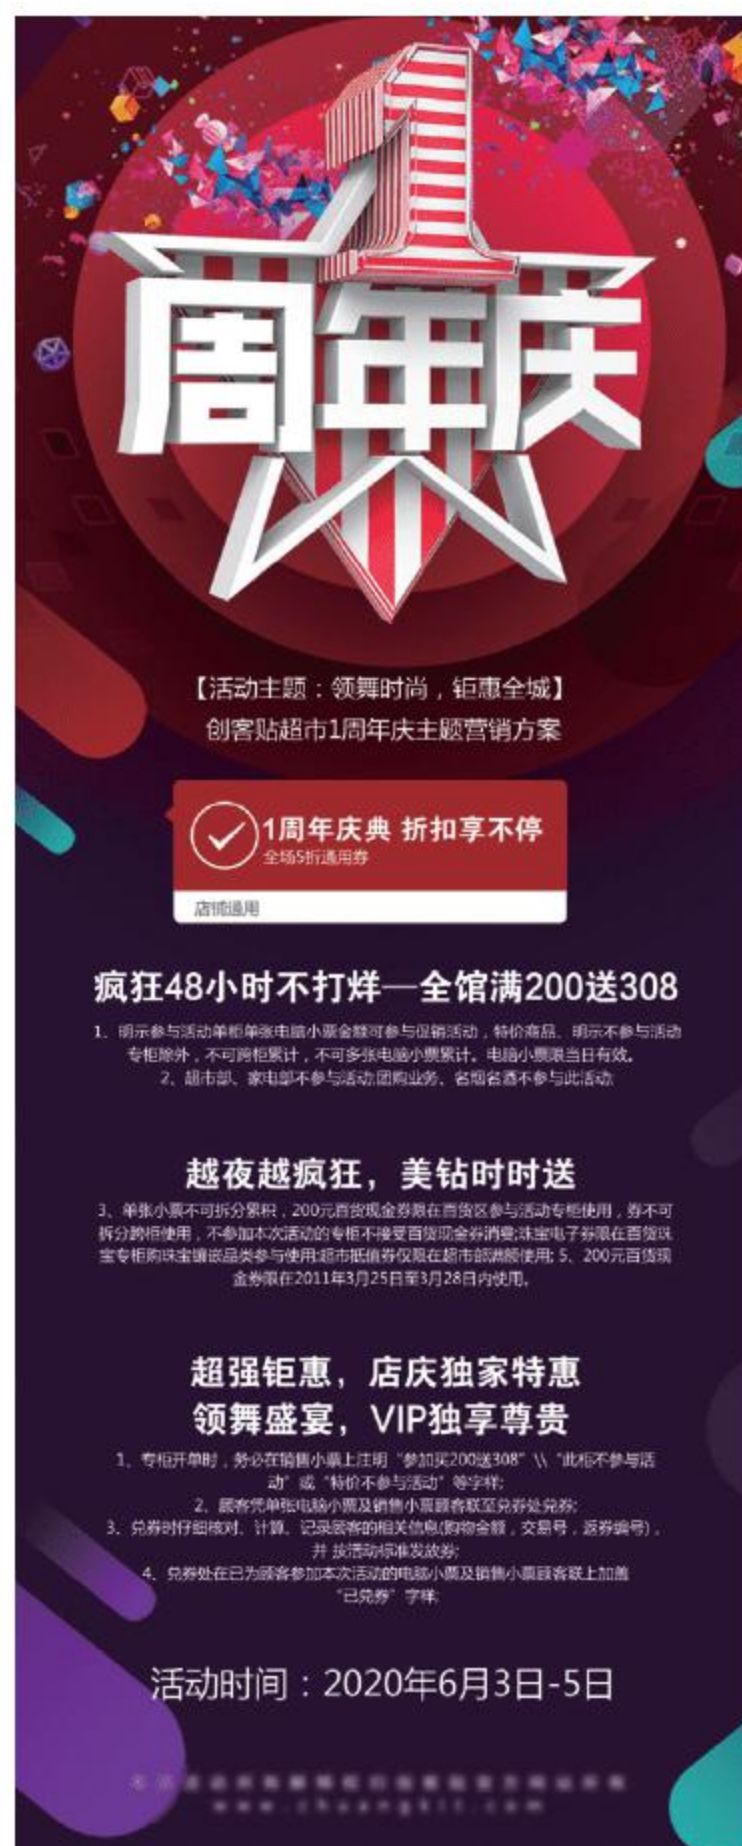 1
周年庆
【活动主题：领舞时尚，钜惠全城】
创客贴超市1周年庆主题营销方案
1周年庆典 折扣享不停
全场5折通用券
店铺通用
疯狂48小时不打烊—全馆满200送308
1、明示参与活动单柜单张电脑小票金额可参与促销活动，特价商品、明示不参与活动
专柜除外，不可跨柜累计，不可多张电脑小票累计。电脑小票限当日有效。
2、超市部、家电部不参与活动;团购业务、名烟名酒不参与此活动;
越夜越疯狂，美钻时时送
3、单张小票不可拆分累积，200元百货现金券限在百货区参与活动专柜使用，券不可
拆分跨柜使用，不参加本次活动的专柜不接受百货现金券消费;珠宝电子券限在百货珠
宝专柜购珠宝镶嵌品类参与使用;超市抵值券仅限在超市部满额使用; 5、200元百货现
金券限在2011年3月25日至3月28日内使用。
超强钜惠，店庆独家特惠
领舞盛宴，VIP独享尊贵
1、专柜开单时，务必在销售小票上注明“参加买200送308”\\“此柜不参与活
动”或“特价不参与活动”等字样;
2、顾客凭单张电脑小票及销售小票顾客联至兑券处兑券;
3、兑券时仔细核对、计算、记录顾客的相关信息(购物金额，交易号，返券编号)，
并 按活动标准发放券;
4、兑券处在已为顾客参加本次活动的电脑小票及销售小票顾客联上加盖
“已兑券”字样;
活动时间：2020年6月3日-5日